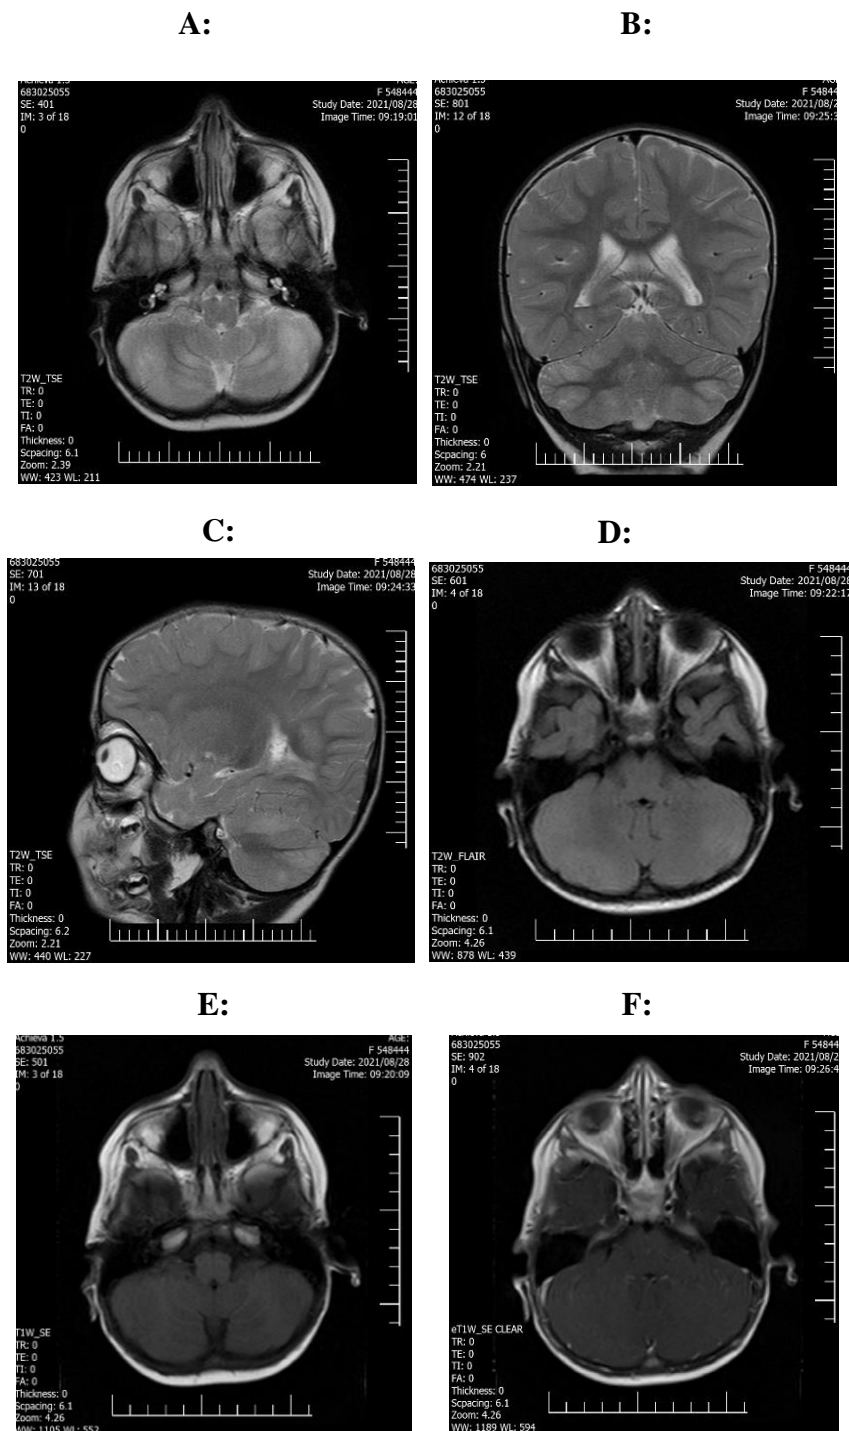 A:
B:
Achieva 1.5
683025055
SE: 401
IM: 3 of 18
0
F 548444
Study Date: 2021/08/28
Image Time: 09:19:01
T2W_TSE
TR: 0
TE: 0
TI: 0
FA: 0
Thickness: 0
Scpacing: 6.1
Zoom: 2.39
WW: 423 WL: 211
683025055
SE: 801
IM: 12 of 18
0
F 548444
Study Date: 2021/08/2
Image Time: 09:25:3
T2W_TSE
TR: 0
TE: 0
TI: 0
FA: 0
Thickness: 0
Scpacing: 6
Zoom: 2.21
WW: 474 WL: 237
C:
D:
683025055
SE: 701
IM: 13 of 18
0
F 548444
Study Date: 2021/08/28
Image Time: 09:24:33
T2W_TSE
TR: 0
TE: 0
TI: 0
FA: 0
Thickness: 0
Scpacing: 6.2
Zoom: 2.21
WW: 440 WL: 227
683025055
SE: 601
IM: 4 of 18
0
F 548444
Study Date: 2021/08/28
Image Time: 09:22:17
T2W_FLAIR
TR: 0
TE: 0
TI: 0
FA: 0
Thickness: 0
Scpacing: 6.1
Zoom: 4.26
WW: 878 WL: 439
E:
F:
Achieva 1.5
683025055
SE: 501
IM: 3 of 18
0
AGE:
F 548444
Study Date: 2021/08/28
Image Time: 09:20:09
T1W_SE
TR: 0
TE: 0
TI: 0
FA: 0
Thickness: 0
Scpacing: 6.1
Zoom: 4.26
WW: 1105 WL: 552
683025055
SE: 902
IM: 4 of 18
0
F 54844
Study Date: 2021/08/2
Image Time: 09:26:4
eT1W_SE CLEAR
TR: 0
TE: 0
TI: 0
FA: 0
Thickness: 0
Scpacing: 6.1
Zoom: 4.26
WW: 1189 WL: 594